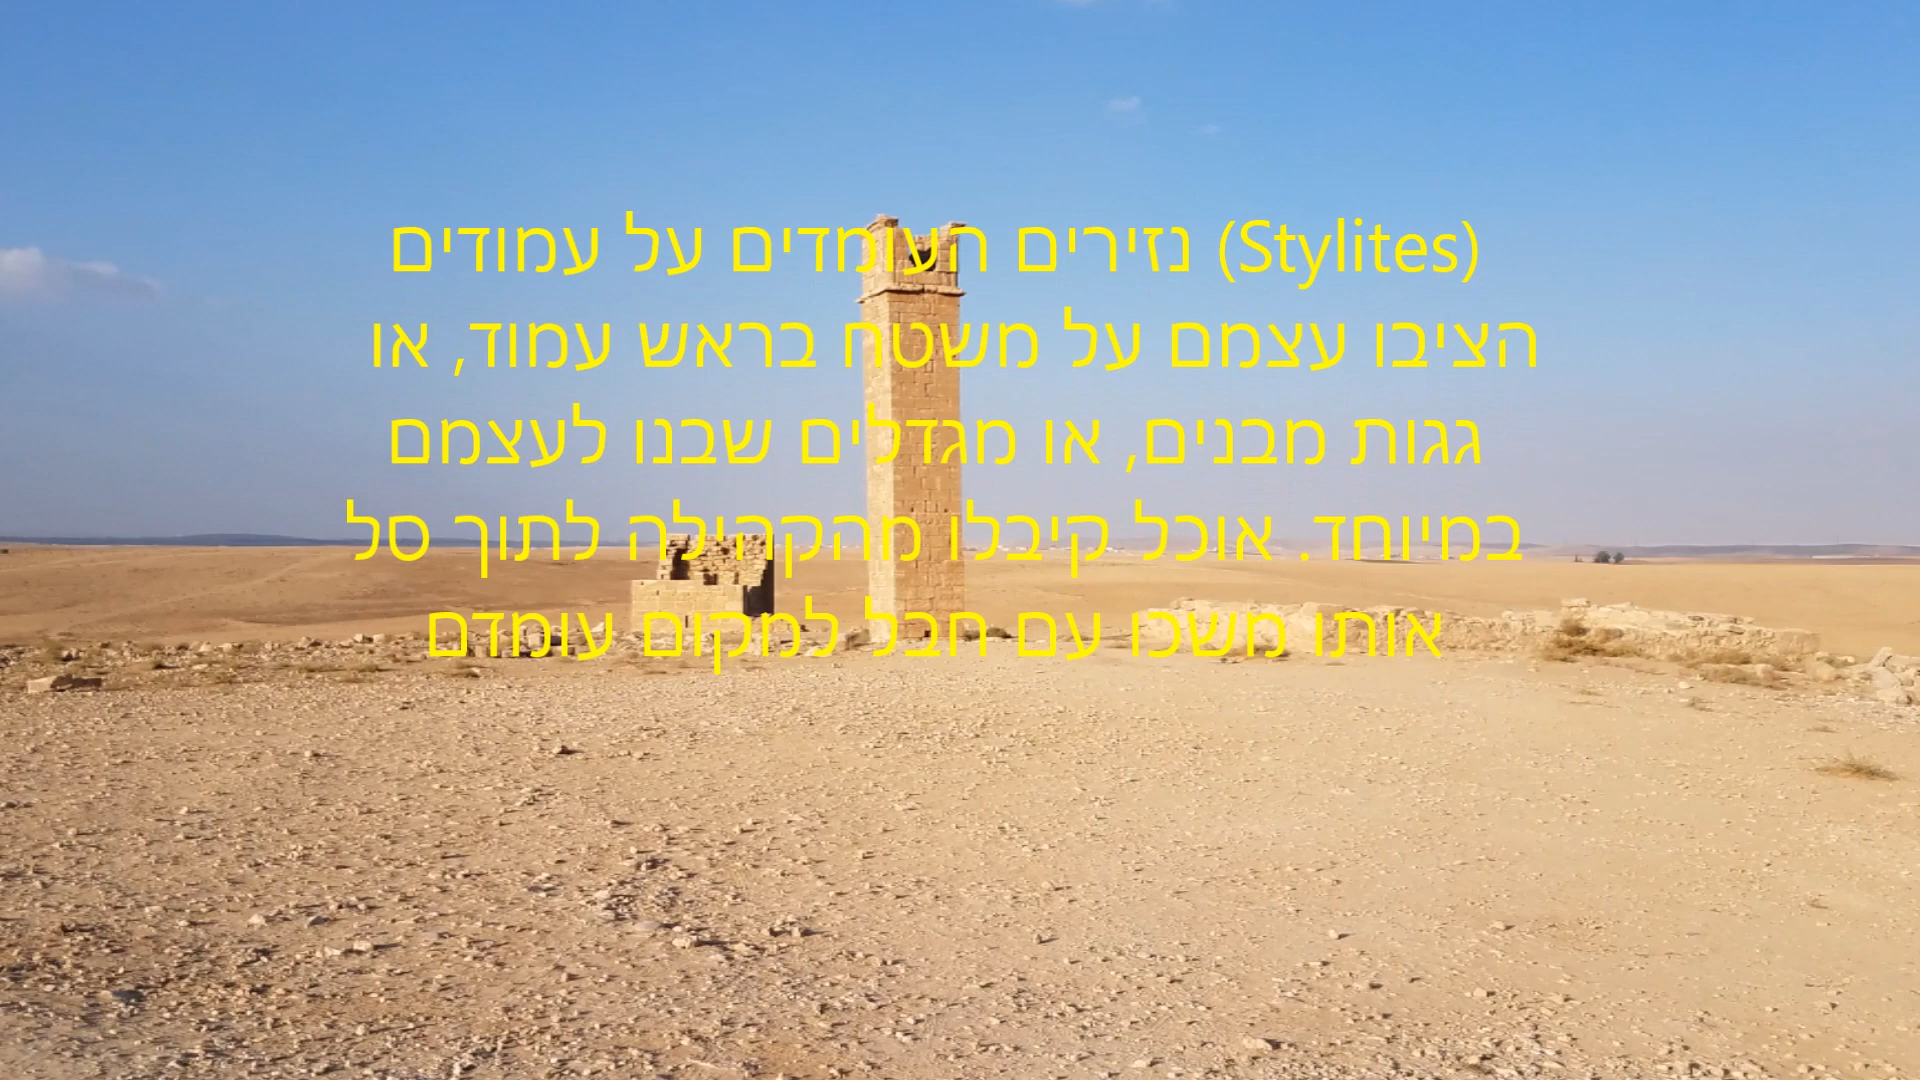 (Stylites) נזירים העומדים על עמודים
הציבו עצמם על משטח בראש עמוד, או
גגות מבנים, או מגדלים שבנו לעצמם
במיוחד. אוכל קיבלו מהקהילה לתוך סל
אותו משכו עם חבל למקום עומדם